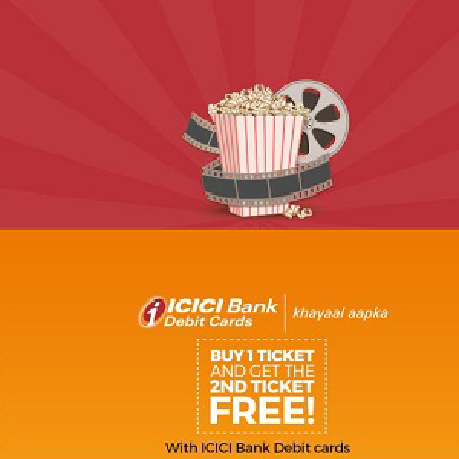 ICICI Bank
Debit Cards
khayaal aapka
BUY 1 TICKET
AND GET THE
2ND TICKET
FREE!
With ICICI Bank Debit cards